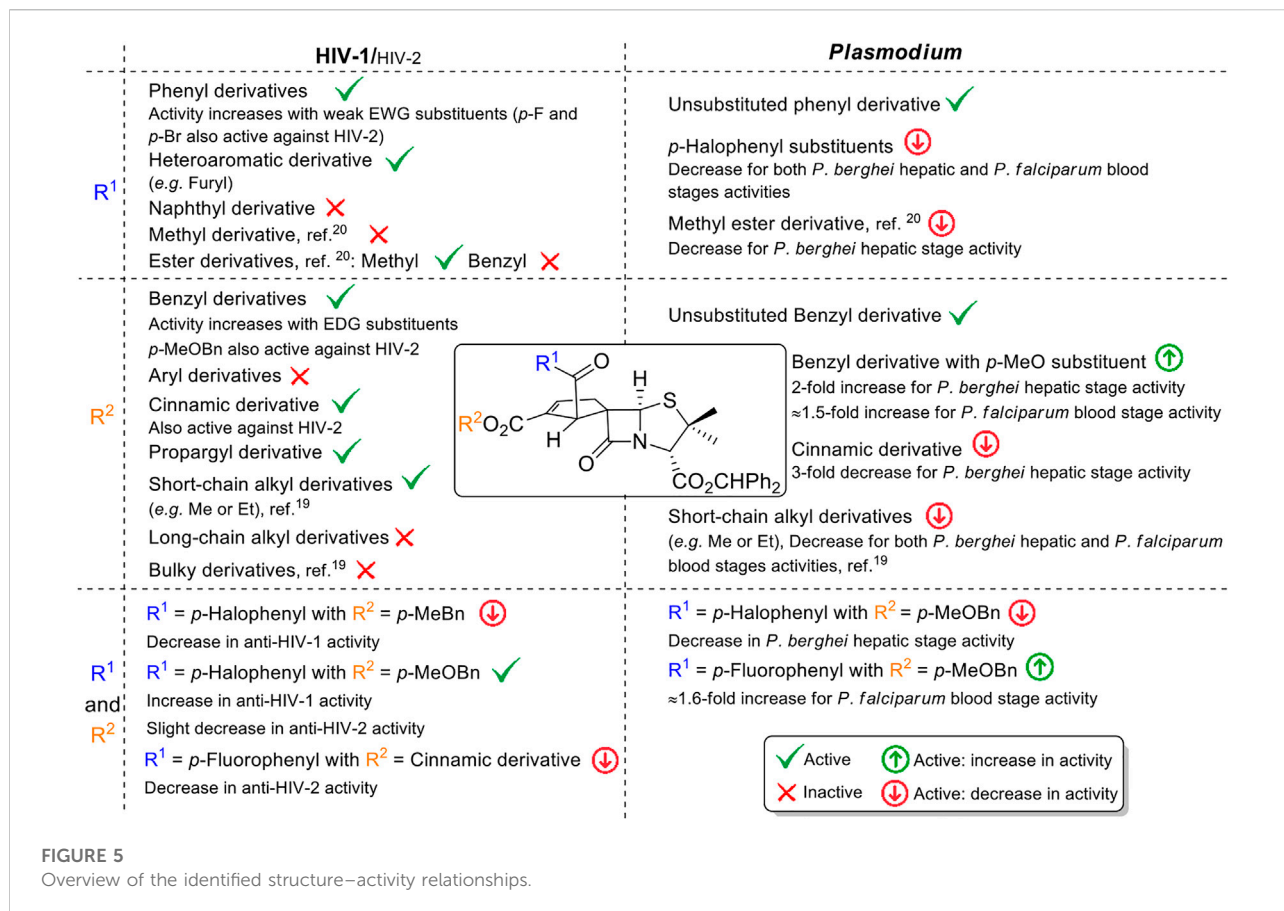 HIV-1/HIV-2
Plasmodium
R¹
Phenyl derivatives
Activity increases with weak EWG substituents (p-F and
p-Br also active against HIV-2)
Heteroaromatic derivative
(e.g. Furyl)
Naphthyl derivative
Methyl derivative, ref.²⁰
Ester derivatives, ref. ²⁰: Methyl Benzyl
Unsubstituted phenyl derivative
p-Halophenyl substituents
Decrease for both P. berghei hepatic and P. falciparum blood
stages activities
Methyl ester derivative, ref. ²⁰
Decrease for P. berghei hepatic stage activity
R²
Benzyl derivatives
Activity increases with EDG substituents
p-MeOBn also active against HIV-2
Aryl derivatives
Cinnamic derivative
Also active against HIV-2
Propargyl derivative
Short-chain alkyl derivatives
(e.g. Me or Et), ref.¹⁹
Long-chain alkyl derivatives
Bulky derivatives, ref.¹⁹
R¹
O
H
S
R²O₂C
H
N
O
CO₂CHPh₂
Unsubstituted Benzyl derivative
Benzyl derivative with p-MeO substituent
2-fold increase for P. berghei hepatic stage activity
≈1.5-fold increase for P. falciparum blood stage activity
Cinnamic derivative
3-fold decrease for P. berghei hepatic stage activity
Short-chain alkyl derivatives
(e.g. Me or Et), Decrease for both P. berghei hepatic and P. falciparum
blood stages activities, ref.¹⁹
R¹
and
R²
R¹ = p-Halophenyl with R² = p-MeBn
Decrease in anti-HIV-1 activity
R¹ = p-Halophenyl with R² = p-MeOBn
Increase in anti-HIV-1 activity
Slight decrease in anti-HIV-2 activity
R¹ = p-Fluorophenyl with R² = Cinnamic derivative
Decrease in anti-HIV-2 activity
R¹ = p-Halophenyl with R² = p-MeOBn
Decrease in P. berghei hepatic stage activity
R¹ = p-Fluorophenyl with R² = p-MeOBn
≈1.6-fold increase for P. falciparum blood stage activity
Active
Active: increase in activity
Inactive
Active: decrease in activity
FIGURE 5
Overview of the identified structure–activity relationships.